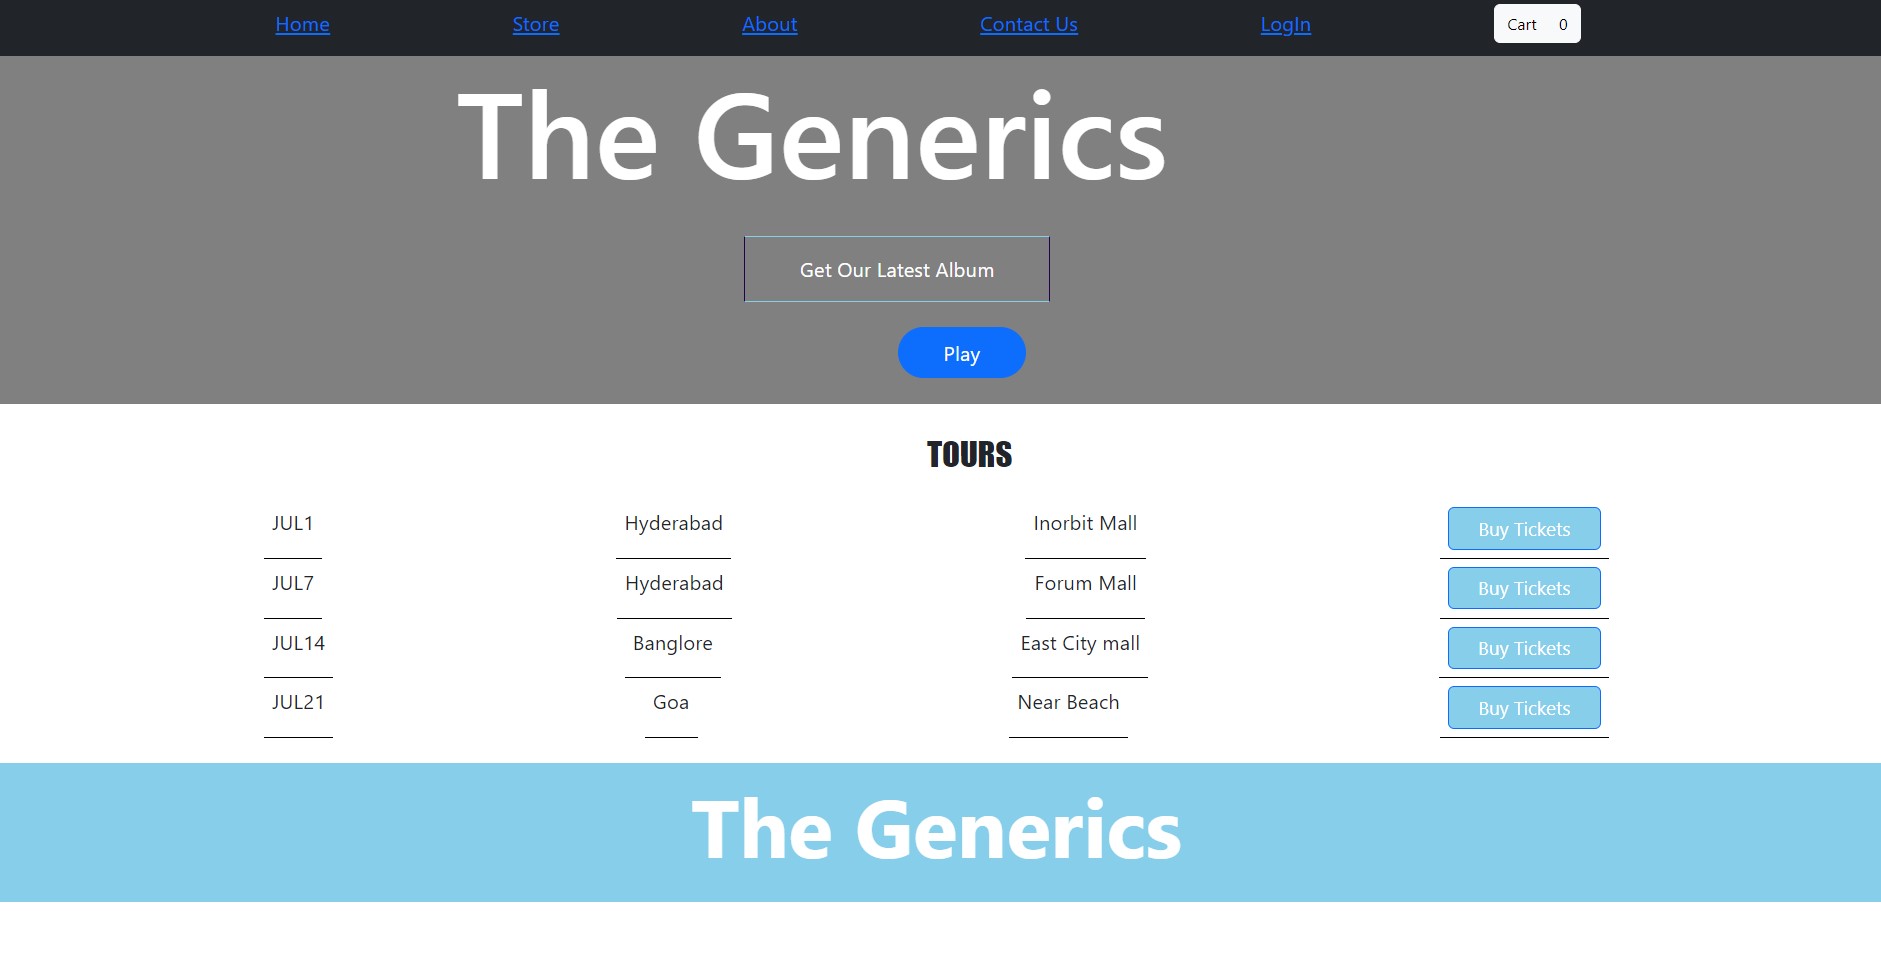 Home Store About Contact Us LogIn Cart 0
The Generics
Get Our Latest Album
Play
TOURS
JUL1 Hyderabad Inorbit Mall Buy Tickets
JUL7 Hyderabad Forum Mall Buy Tickets
JUL14 Banglore East City mall Buy Tickets
JUL21 Goa Near Beach Buy Tickets
The Generics